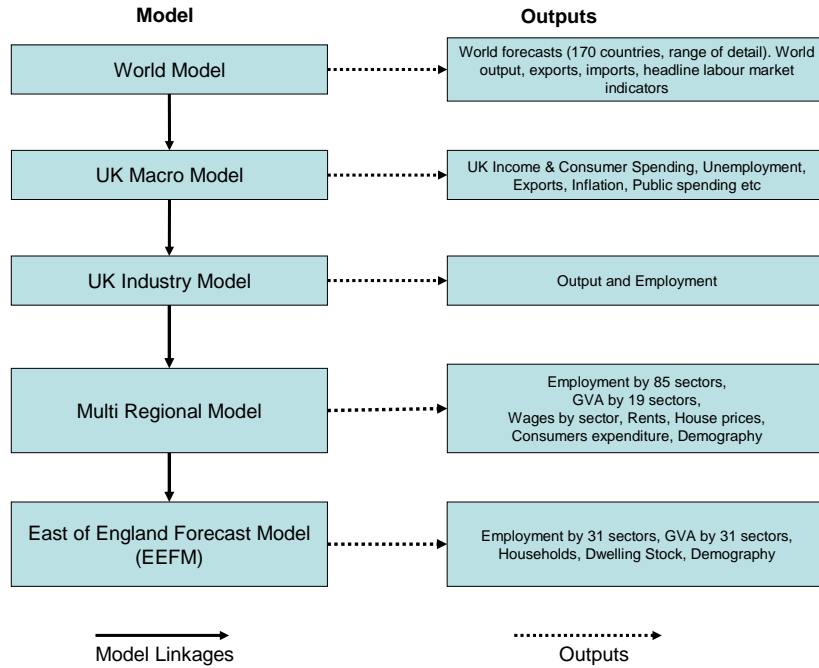 Model
Outputs
World Model
World forecasts (170 countries, range of detail). World
output, exports, imports, headline labour market
indicators
UK Macro Model
UK Income & Consumer Spending, Unemployment,
Exports, Inflation, Public spending etc
UK Industry Model
Output and Employment
Multi Regional Model
Employment by 85 sectors,
GVA by 19 sectors,
Wages by sector, Rents, House prices,
Consumers expenditure, Demography
East of England Forecast Model
(EEFM)
Employment by 31 sectors, GVA by 31 sectors,
Households, Dwelling Stock, Demography
Model Linkages
Outputs